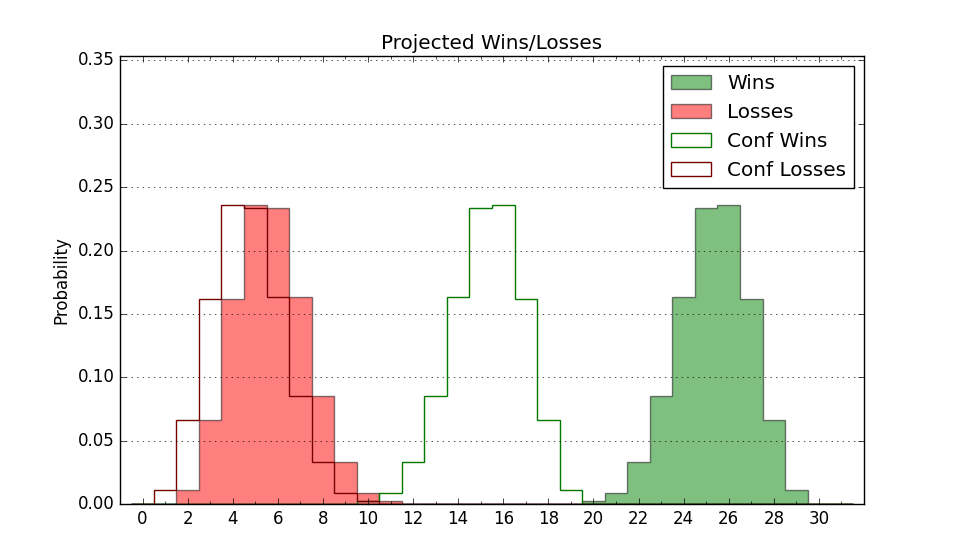 Projected Wins/Losses
Probability
0.35
0.30
0.25
0.20
0.15
0.10
0.05
0.00
0 2 4 6 8 10 12 14 16 18 20 22 24 26 28 30
Wins
Losses
Conf Wins
Conf Losses